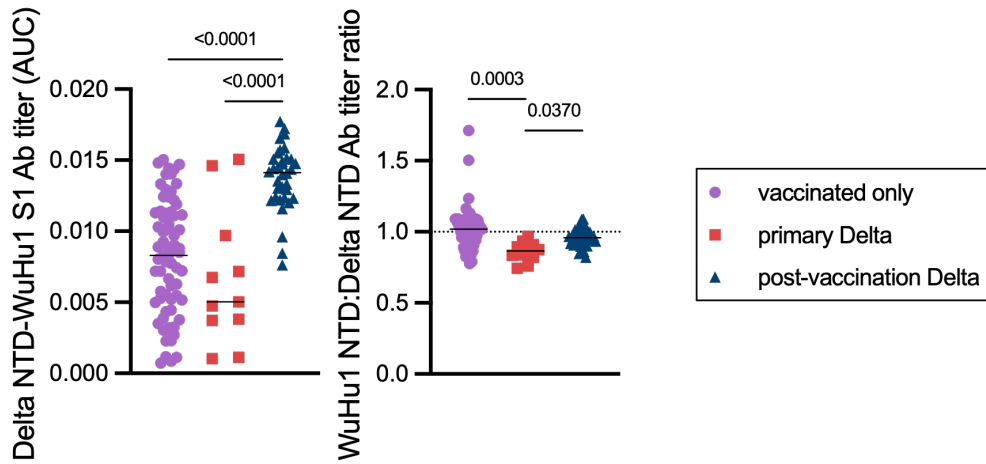 Delta NTD-WuHu1 S1 Ab titer (AUC)
<0.0001
<0.0001
0.020
0.015
0.010
0.005
0.000
WuHu1 NTD:Delta NTD Ab titer ratio
0.0003
0.0370
2.0
1.5
1.0
0.5
0.0
vaccinated only
primary Delta
post-vaccination Delta